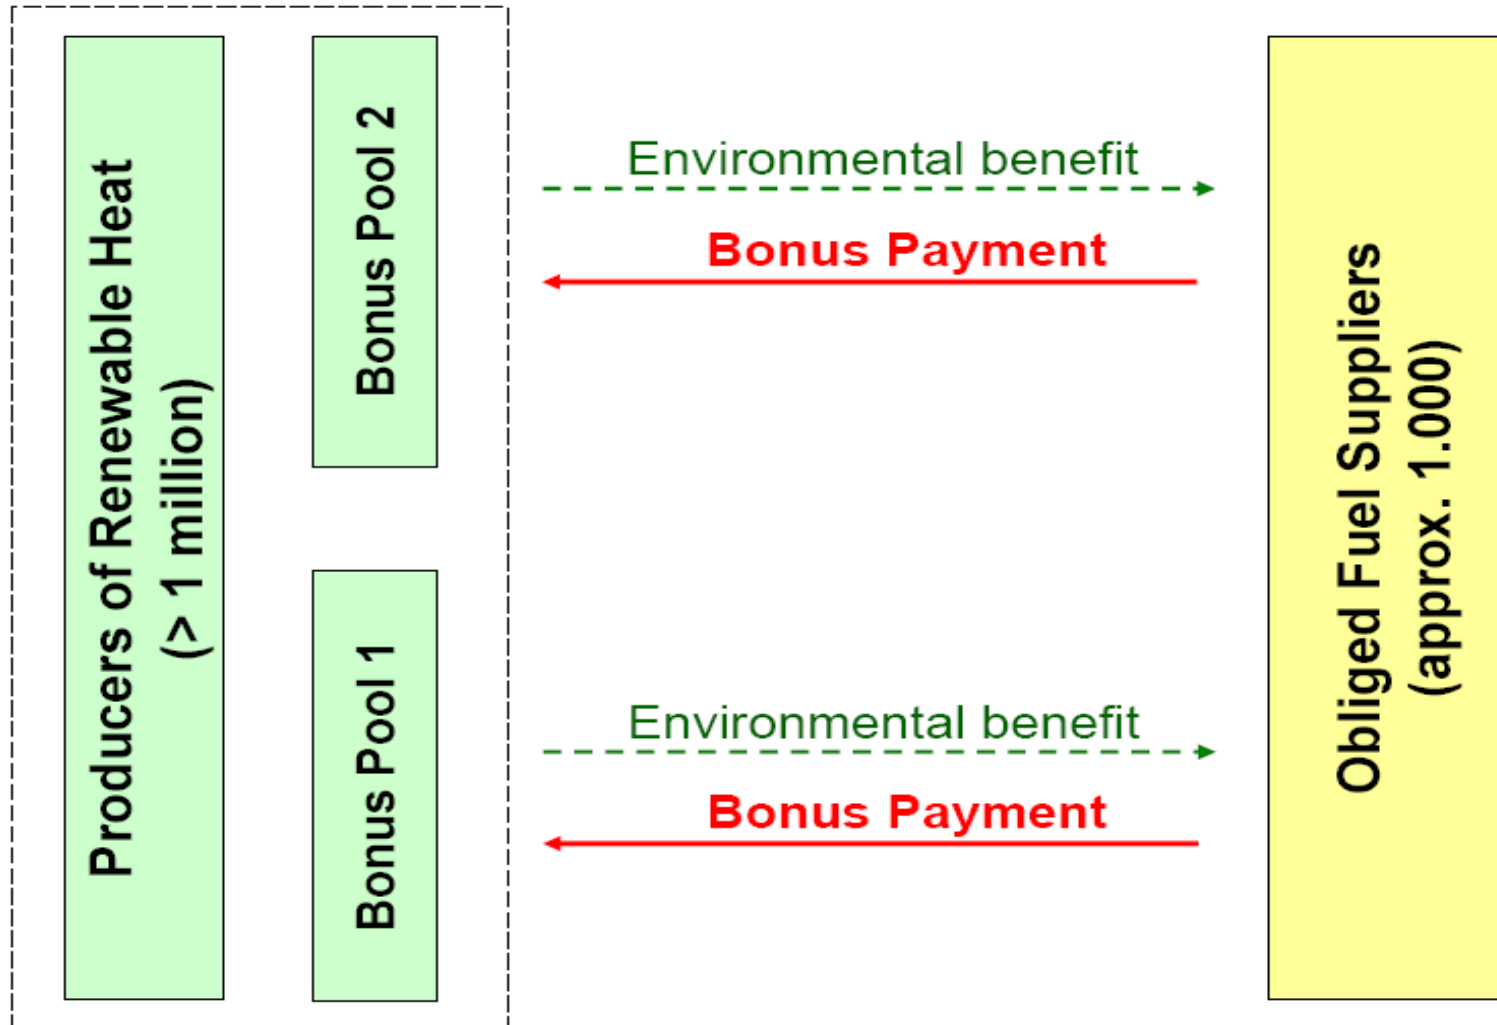 Producers of Renewable Heat
(> 1 million)
Bonus Pool 2
Bonus Pool 1
Environmental benefit
Bonus Payment
Environmental benefit
Bonus Payment
Obliged Fuel Suppliers
(approx. 1.000)